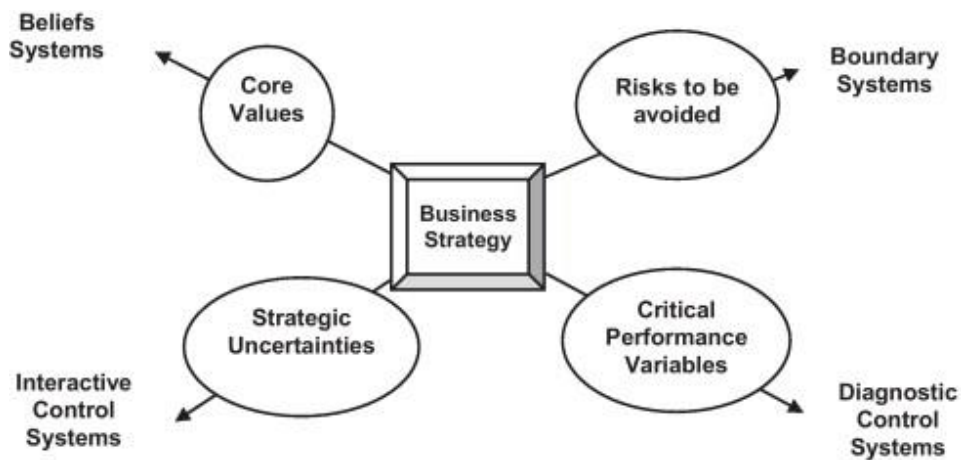 Beliefs
Systems
Core
Values
Risks to be
avoided
Boundary
Systems
Business
Strategy
Strategic
Uncertainties
Critical
Performance
Variables
Interactive
Control
Systems
Diagnostic
Control
Systems